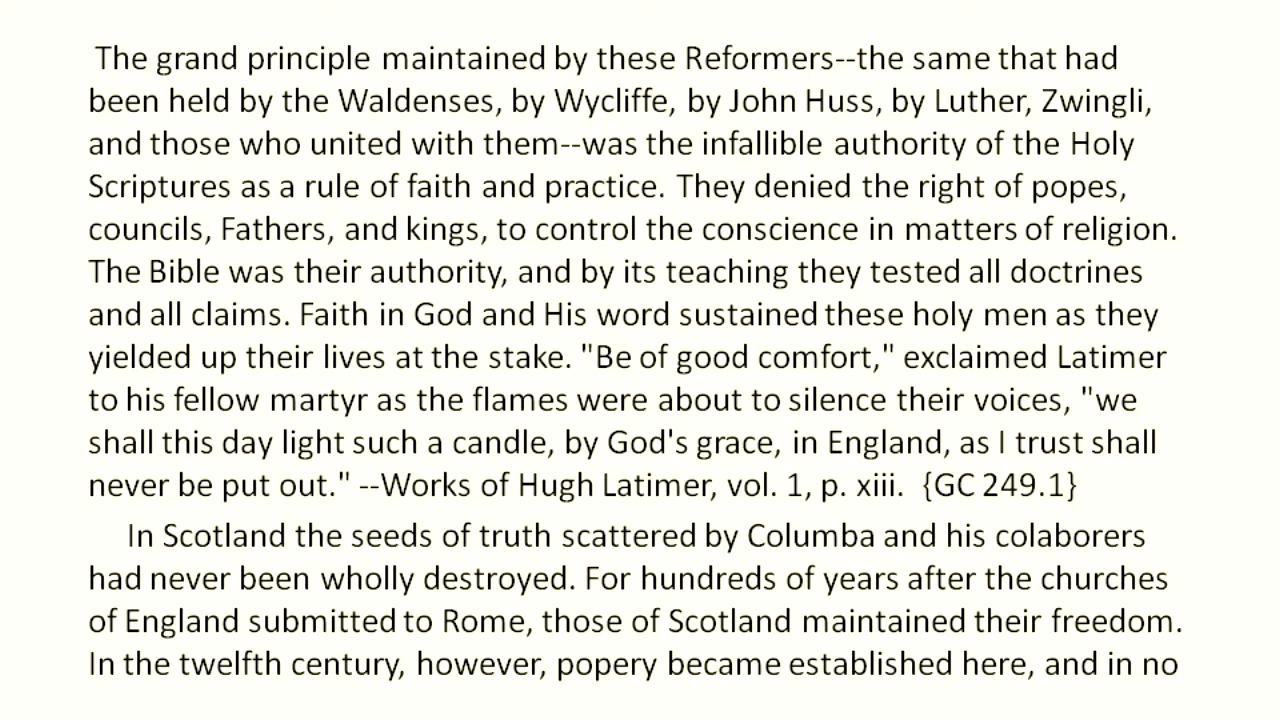 The grand principle maintained by these Reformers--the same that had
been held by the Waldenses, by Wycliffe, by John Huss, by Luther, Zwingli,
and those who united with them--was the infallible authority of the Holy
Scriptures as a rule of faith and practice. They denied the right of popes,
councils, Fathers, and kings, to control the conscience in matters of religion.
The Bible was their authority, and by its teaching they tested all doctrines
and all claims. Faith in God and His word sustained these holy men as they
yielded up their lives at the stake. "Be of good comfort," exclaimed Latimer
to his fellow martyr as the flames were about to silence their voices, "we
shall this day light such a candle, by God's grace, in England, as I trust shall
never be put out." --Works of Hugh Latimer, vol. 1, p. xiii. {GC 249.1}
In Scotland the seeds of truth scattered by Columba and his colaborers
had never been wholly destroyed. For hundreds of years after the churches
of England submitted to Rome, those of Scotland maintained their freedom.
In the twelfth century, however, popery became established here, and in no